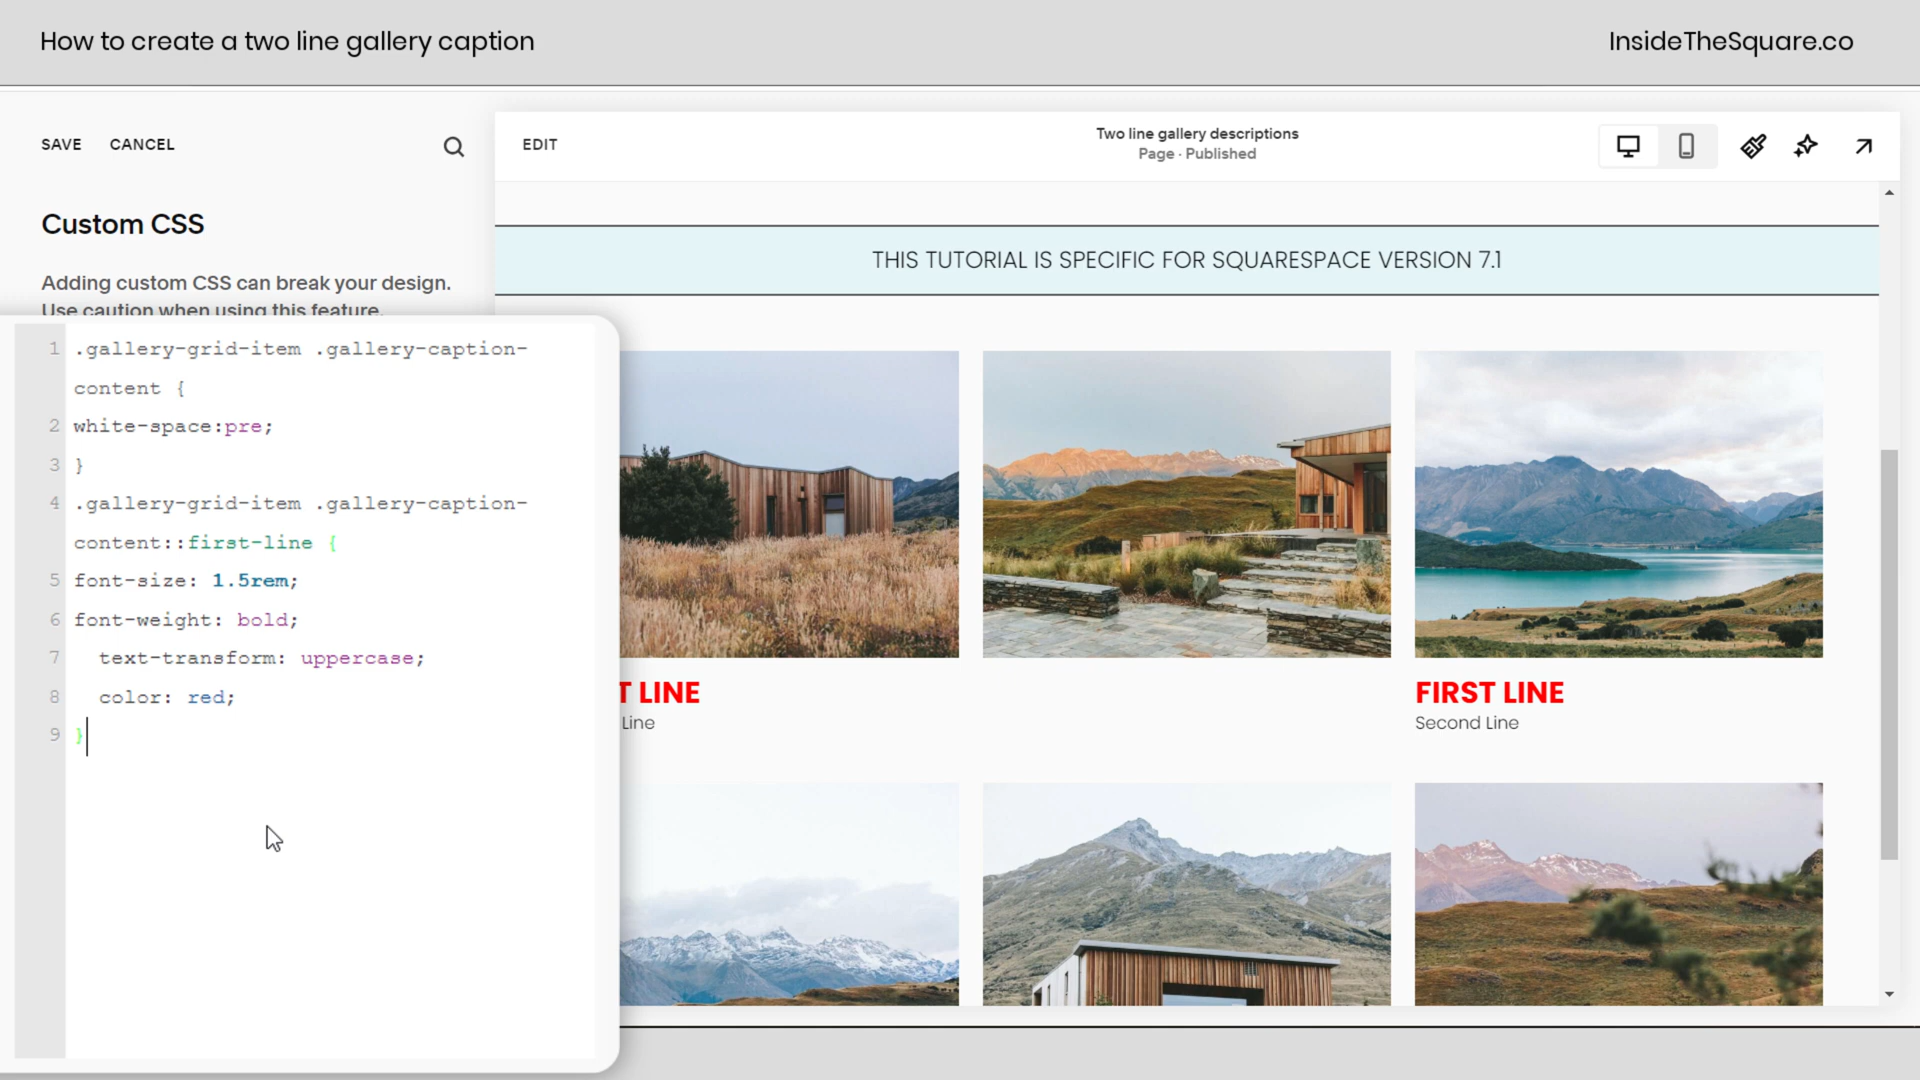 How to create a two line gallery caption
InsideTheSquare.co
SAVE CANCEL
EDIT
Two line gallery descriptions
Page · Published
Custom CSS
Adding custom CSS can break your design.
Use caution when using this feature.
THIS TUTORIAL IS SPECIFIC FOR SQUARESPACE VERSION 7.1
1 .gallery-grid-item .gallery-caption-
content {
2 white-space:pre;
3 }
4 .gallery-grid-item .gallery-caption-
content::first-line {
5 font-size: 1.5rem;
6 font-weight: bold;
7 text-transform: uppercase;
8 color: red;
9 }
T LINE
Line
FIRST LINE
Second Line